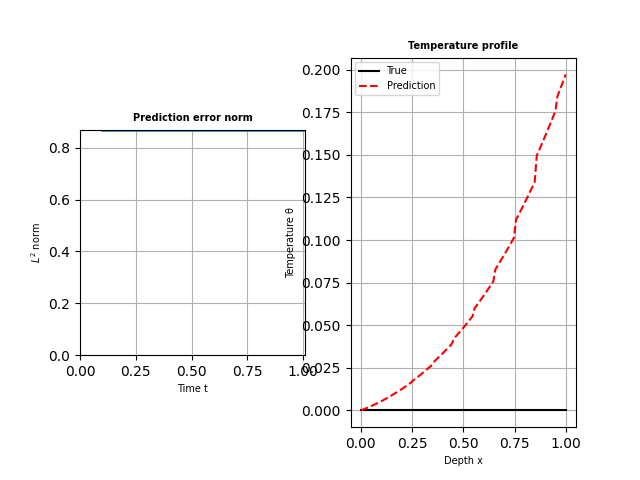 Prediction error norm
0.8
0.6
0.4
0.2
0.0
L² norm
0.00 0.25 0.50 0.75 1.00
Time t
Temperature profile
True
Prediction
0.200
0.175
0.150
0.125
0.100
0.075
0.050
0.025
0.000
Temperature θ
0.00 0.25 0.50 0.75 1.00
Depth x